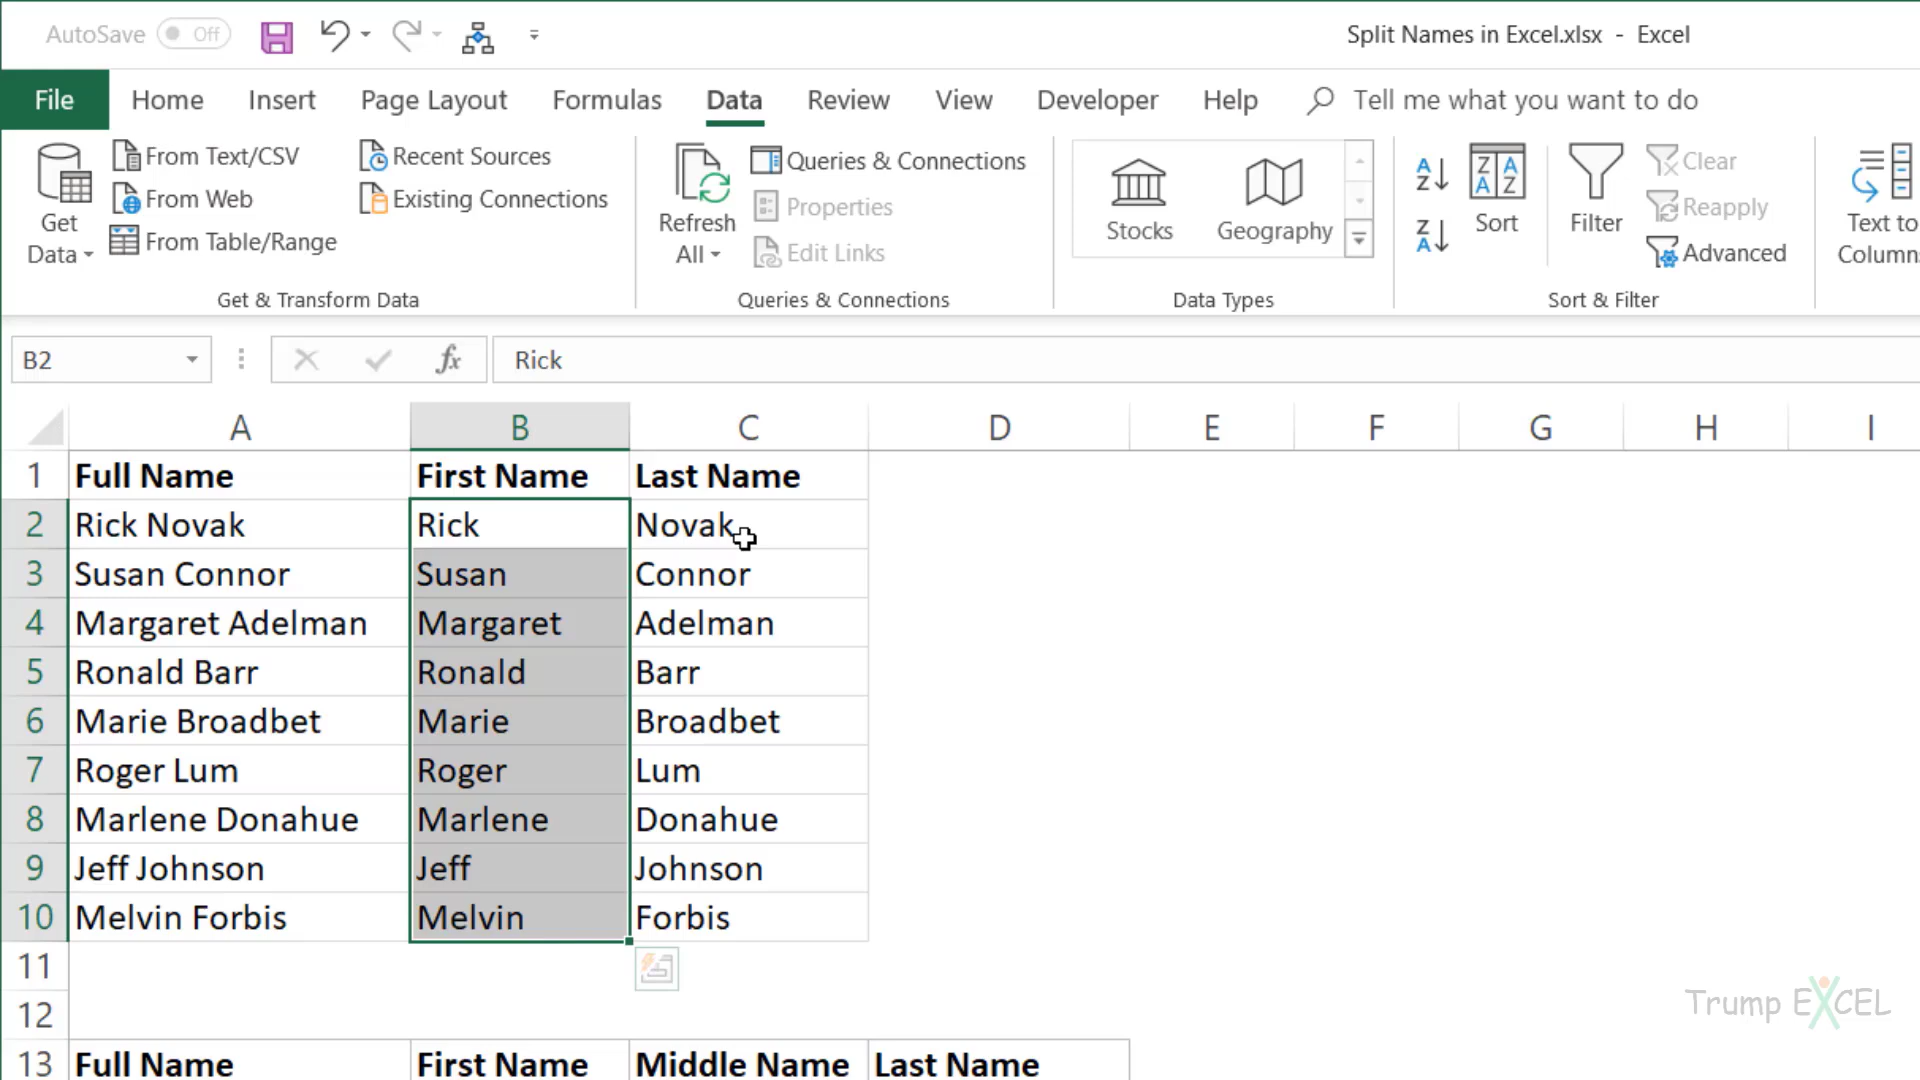 AutoSave Off
Split Names in Excel.xlsx - Excel
File Home Insert Page Layout Formulas Data Review View Developer Help Tell me what you want to do
Get Data
From Text/CSV
From Web
From Table/Range
Recent Sources
Existing Connections
Get & Transform Data
Refresh All
Queries & Connections
Properties
Edit Links
Queries & Connections
Stocks
Geography
Data Types
Sort
Filter
Clear
Reapply
Advanced
Sort & Filter
Text to
Column
B2 fx Rick
A B C D E F G H I
1 Full Name First Name Last Name
2 Rick Novak Rick Novak
3 Susan Connor Susan Connor
4 Margaret Adelman Margaret Adelman
5 Ronald Barr Ronald Barr
6 Marie Broadbet Marie Broadbet
7 Roger Lum Roger Lum
8 Marlene Donahue Marlene Donahue
9 Jeff Johnson Jeff Johnson
10 Melvin Forbis Melvin Forbis
11
12
13 Full Name First Name Middle Name Last Name
Trump EXCEL